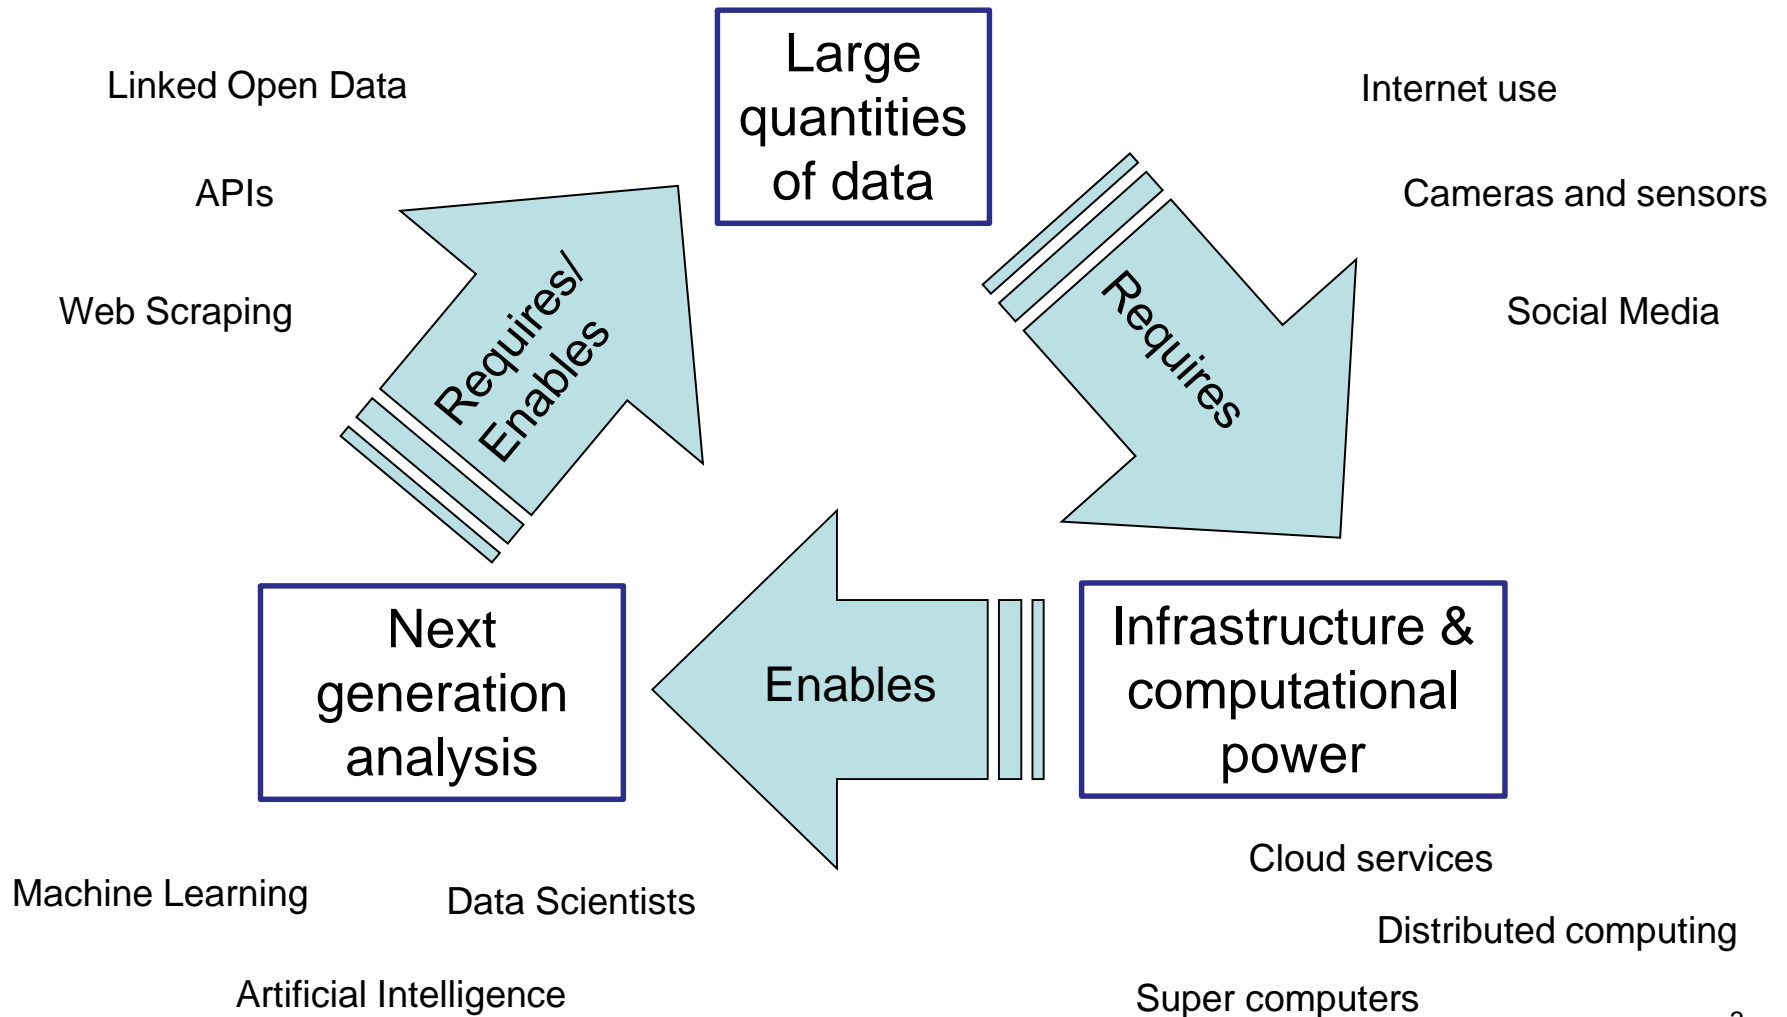 Large
quantities
of data
Linked Open Data
APIs
Web Scraping
Internet use
Cameras and sensors
Social Media
Requires/
Enables
Requires
Enables
Next
generation
analysis
Infrastructure &
computational
power
Machine Learning
Data Scientists
Artificial Intelligence
Cloud services
Distributed computing
Super computers